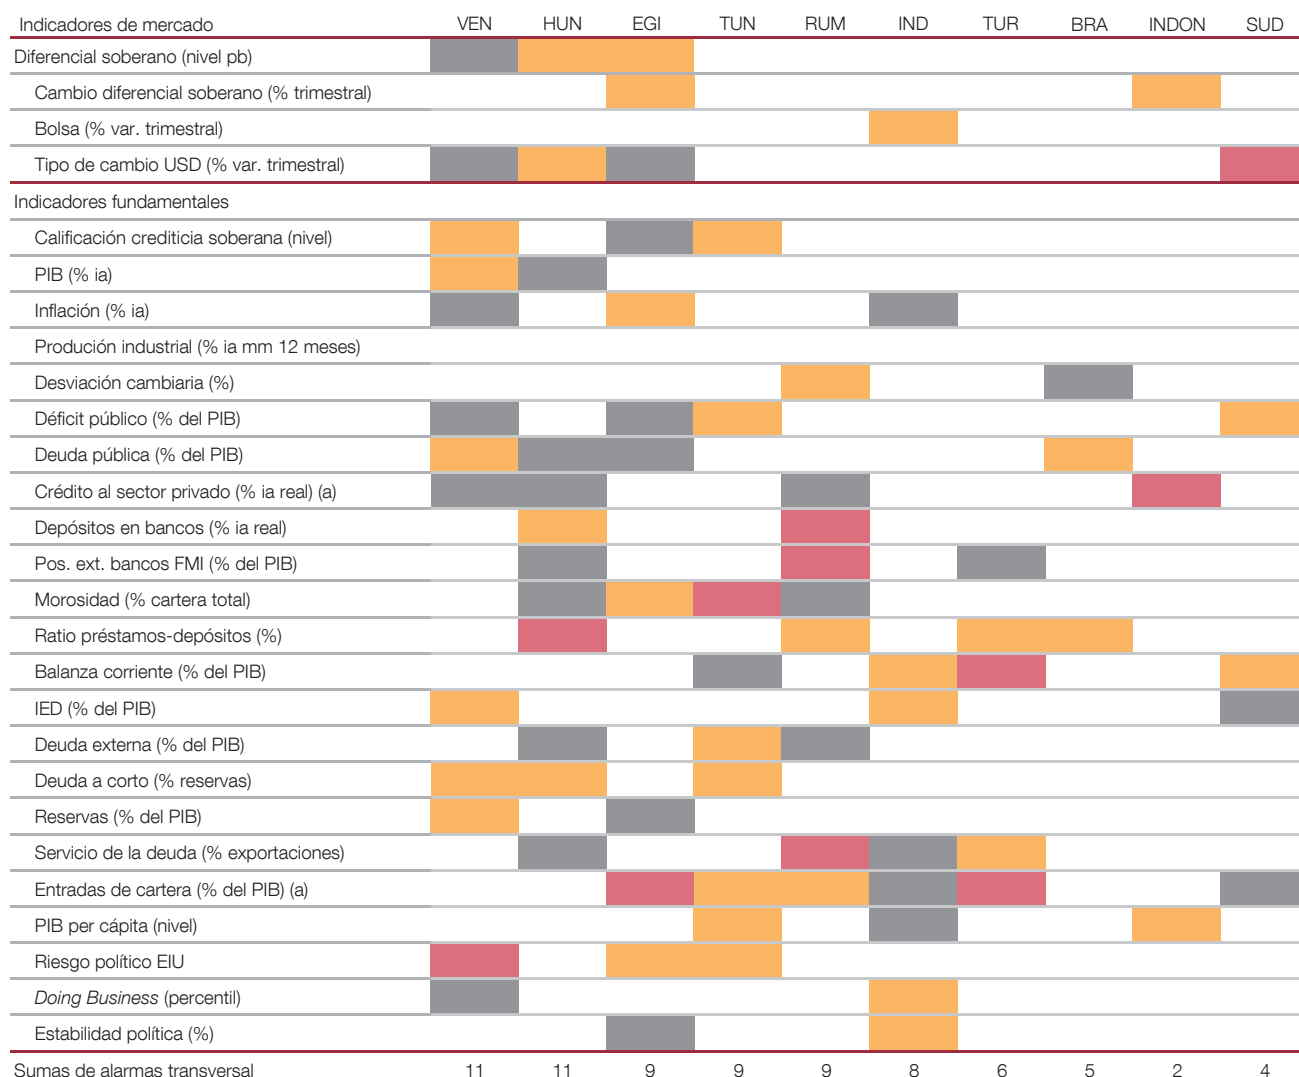 Indicadores de mercado VEN HUN EGI TUN RUM IND TUR BRA INDON SUD
Diferencial soberano (nivel pb)
Cambio diferencial soberano (% trimestral)
Bolsa (% var. trimestral)
Tipo de cambio USD (% var. trimestral)
Indicadores fundamentales
Calificación crediticia soberana (nivel)
PIB (% ia)
Inflación (% ia)
Produción industrial (% ia mm 12 meses)
Desviación cambiaria (%)
Déficit público (% del PIB)
Deuda pública (% del PIB)
Crédito al sector privado (% ia real) (a)
Depósitos en bancos (% ia real)
Pos. ext. bancos FMI (% del PIB)
Morosidad (% cartera total)
Ratio préstamos-depósitos (%)
Balanza corriente (% del PIB)
IED (% del PIB)
Deuda externa (% del PIB)
Deuda a corto (% reservas)
Reservas (% del PIB)
Servicio de la deuda (% exportaciones)
Entradas de cartera (% del PIB) (a)
PIB per cápita (nivel)
Riesgo político EIU
Doing Business (percentil)
Estabilidad política (%)
Sumas de alarmas transversal 11 11 9 9 9 8 6 5 2 4